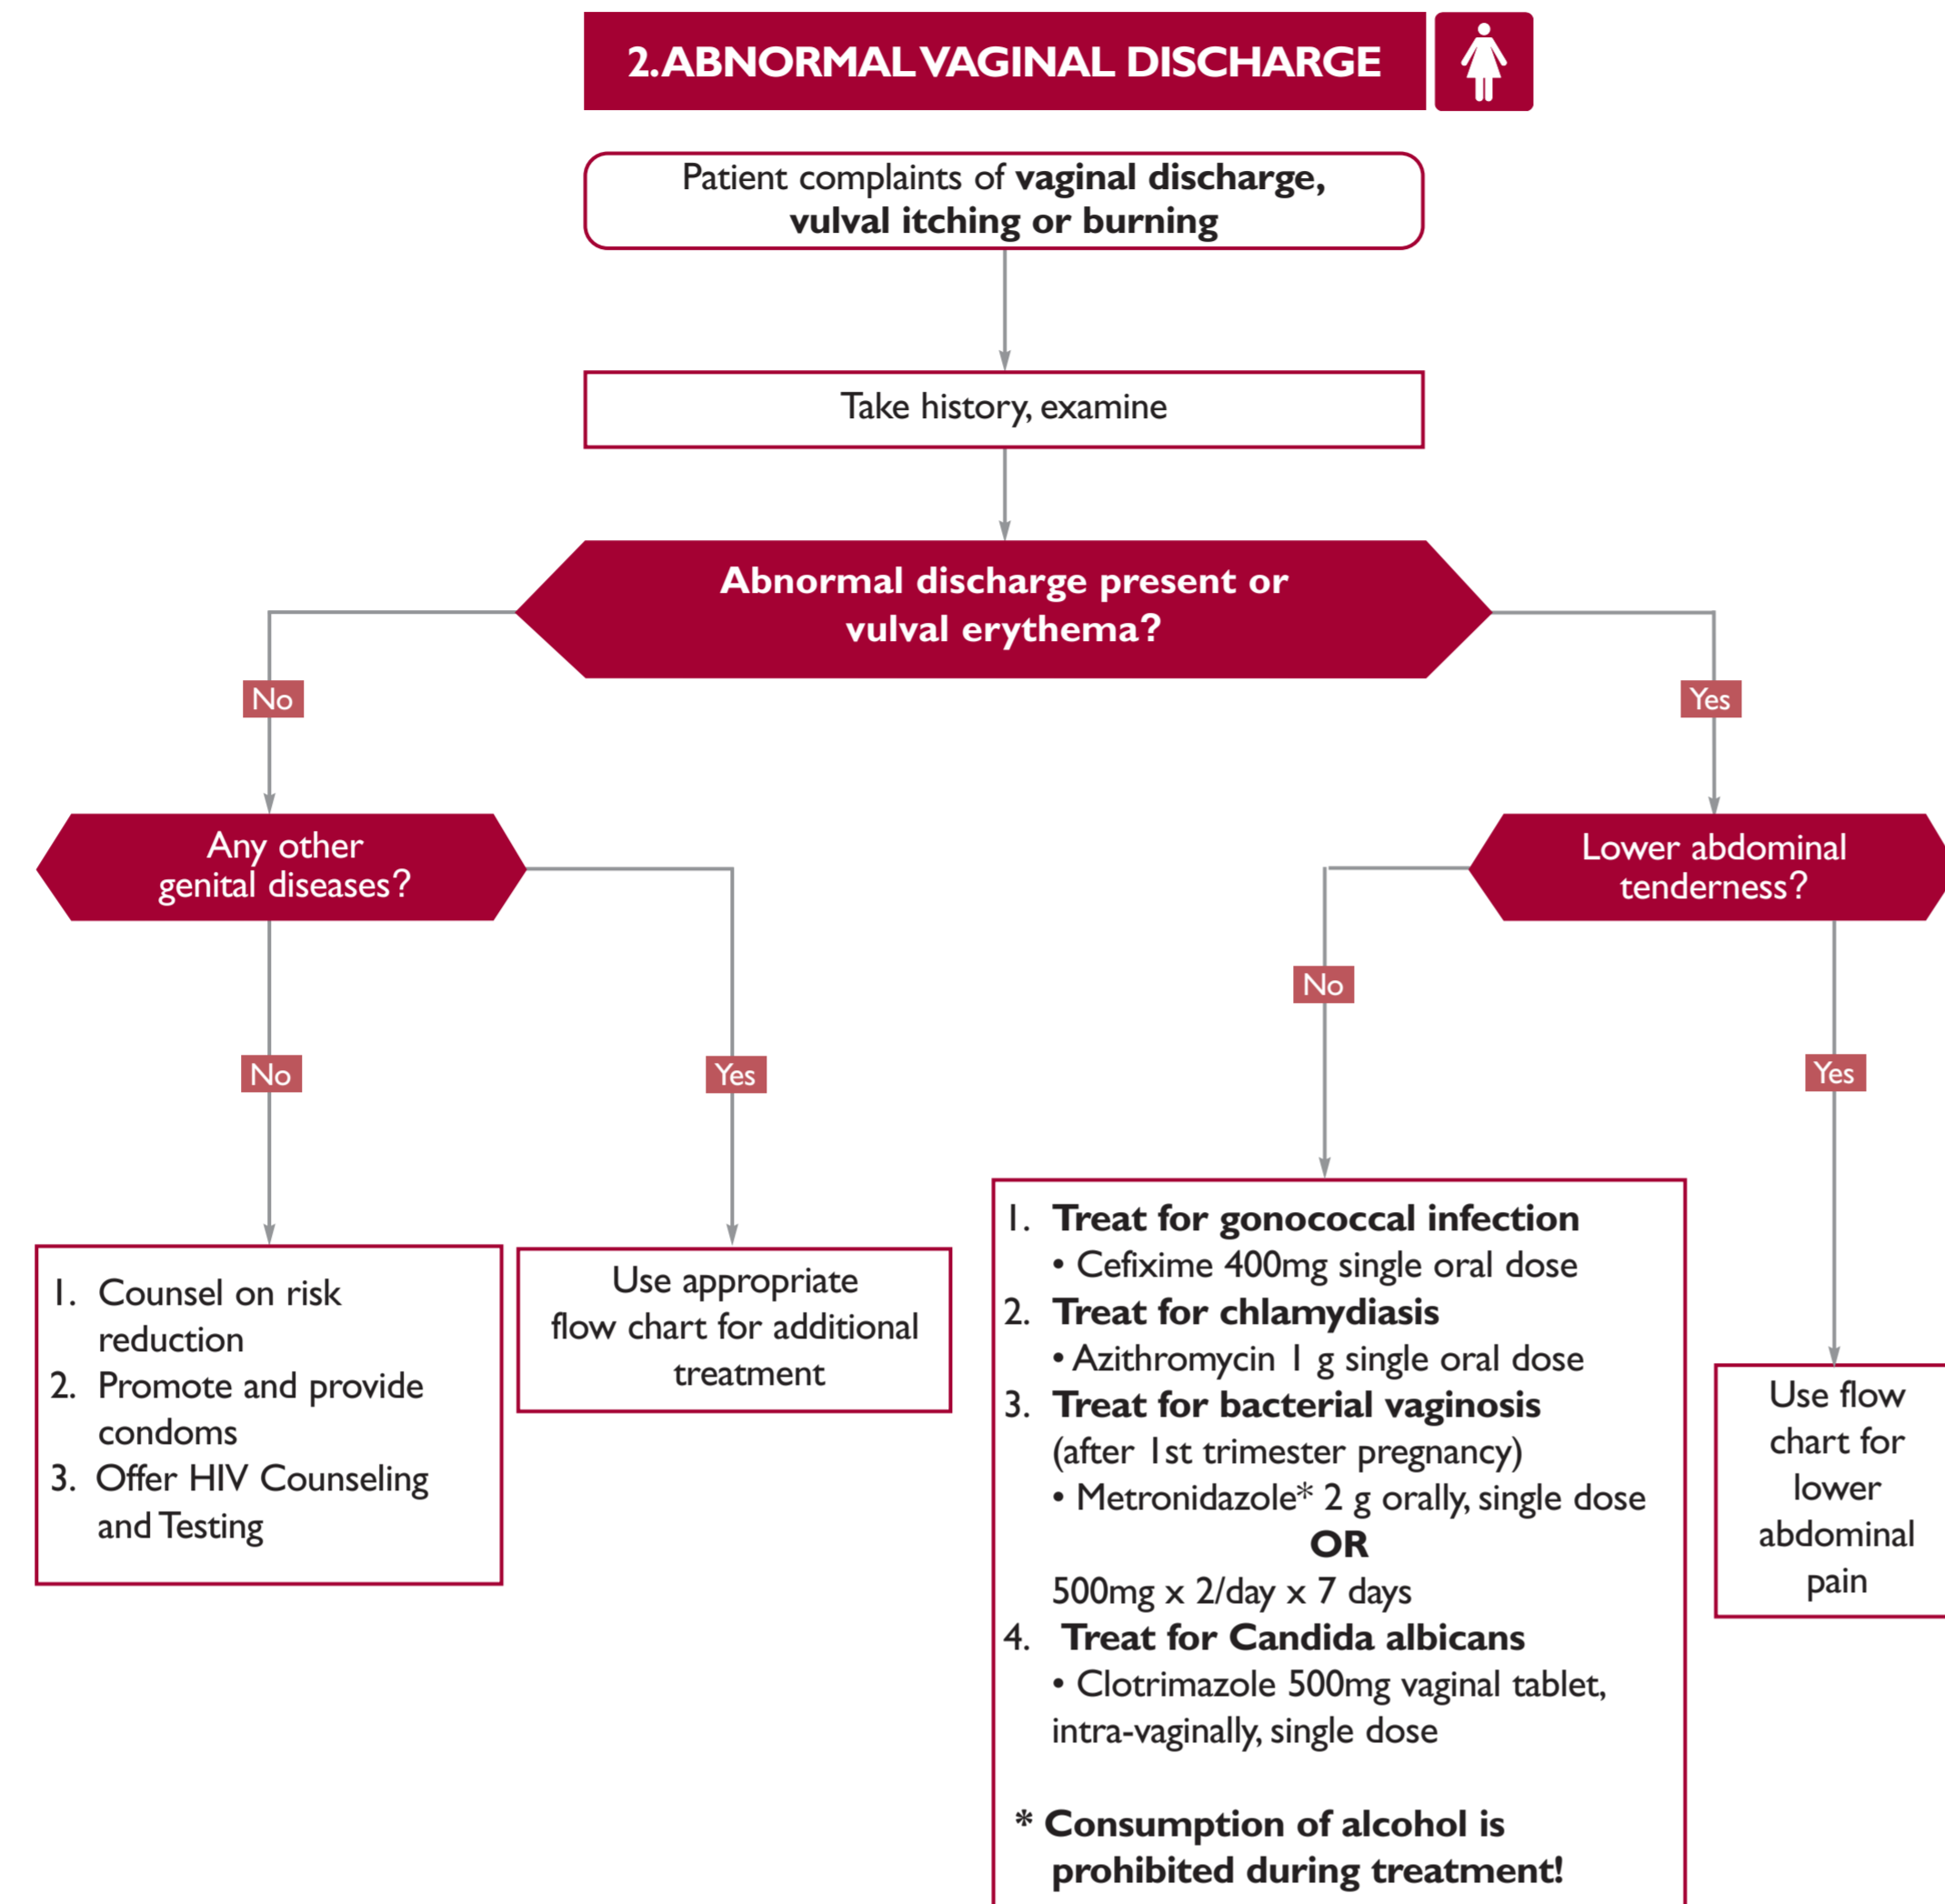 2. ABNORMAL VAGINAL DISCHARGE
Patient complaints of vaginal discharge,
vulval itching or burning
Take history, examine
Abnormal discharge present or
vulval erythema?
No
Yes
Any other
genital diseases?
Lower abdominal
tenderness?
No
Yes
No
Yes
1. Counsel on risk
reduction
2. Promote and provide
condoms
3. Offer HIV Counseling
and Testing
Use appropriate
flow chart for additional
treatment
1. Treat for gonococcal infection
• Cefixime 400mg single oral dose
2. Treat for chlamydiasis
• Azithromycin 1 g single oral dose
3. Treat for bacterial vaginosis
(after 1st trimester pregnancy)
• Metronidazole* 2 g orally, single dose
OR
500mg x 2/day x 7 days
4. Treat for Candida albicans
• Clotrimazole 500mg vaginal tablet,
intra-vaginally, single dose
* Consumption of alcohol is
prohibited during treatment!
Use flow
chart for
lower
abdominal
pain